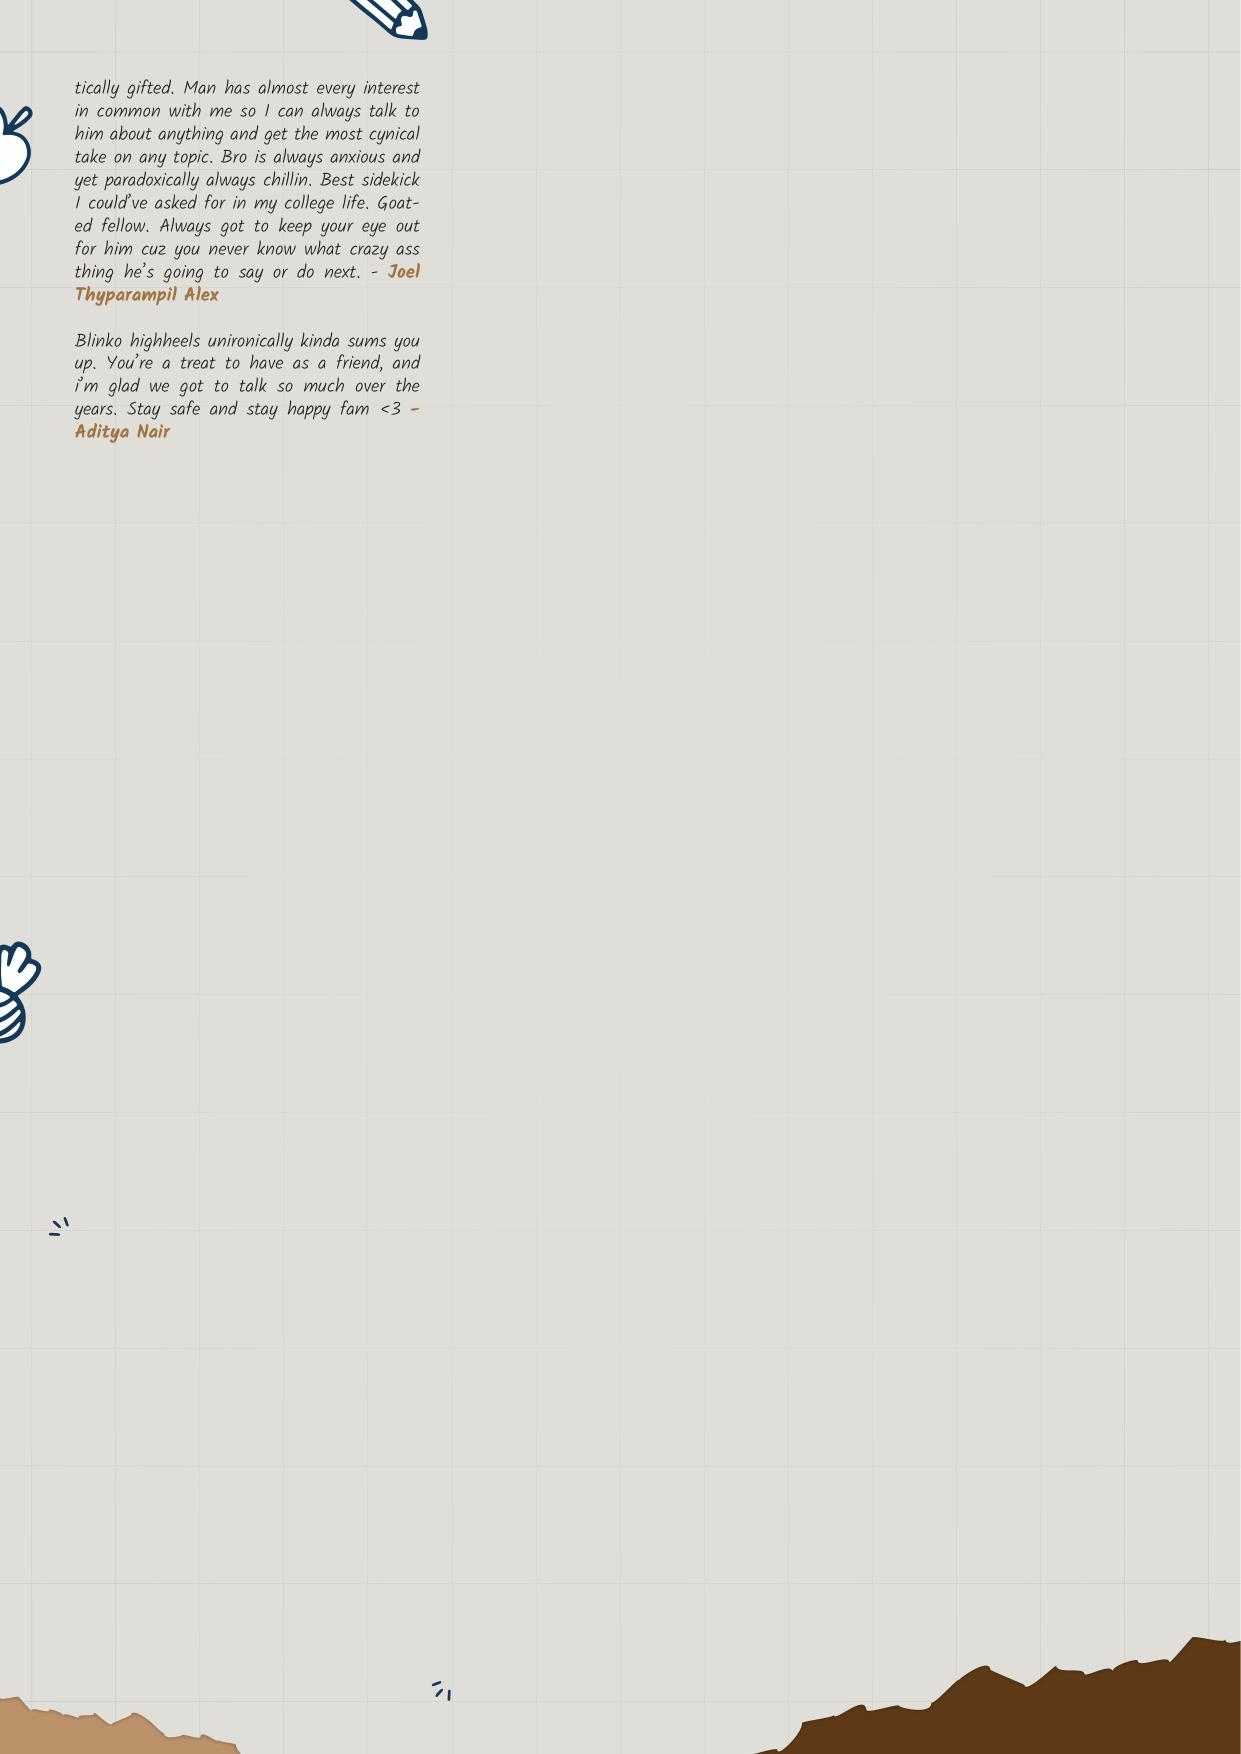 tically gifted. Man has almost every interest
in common with me so I can always talk to
him about anything and get the most cynical
take on any topic. Bro is always anxious and
yet paradoxically always chillin. Best sidekick
I could’ve asked for in my college life. Goat-
ed fellow. Always got to keep your eye out
for him cuz you never know what crazy ass
thing he’s going to say or do next. - Joel
Thyparampil Alex
Blinko highheels unironically kinda sums you
up. You’re a treat to have as a friend, and
i’m glad we got to talk so much over the
years. Stay safe and stay happy fam <3 -
Aditya Nair